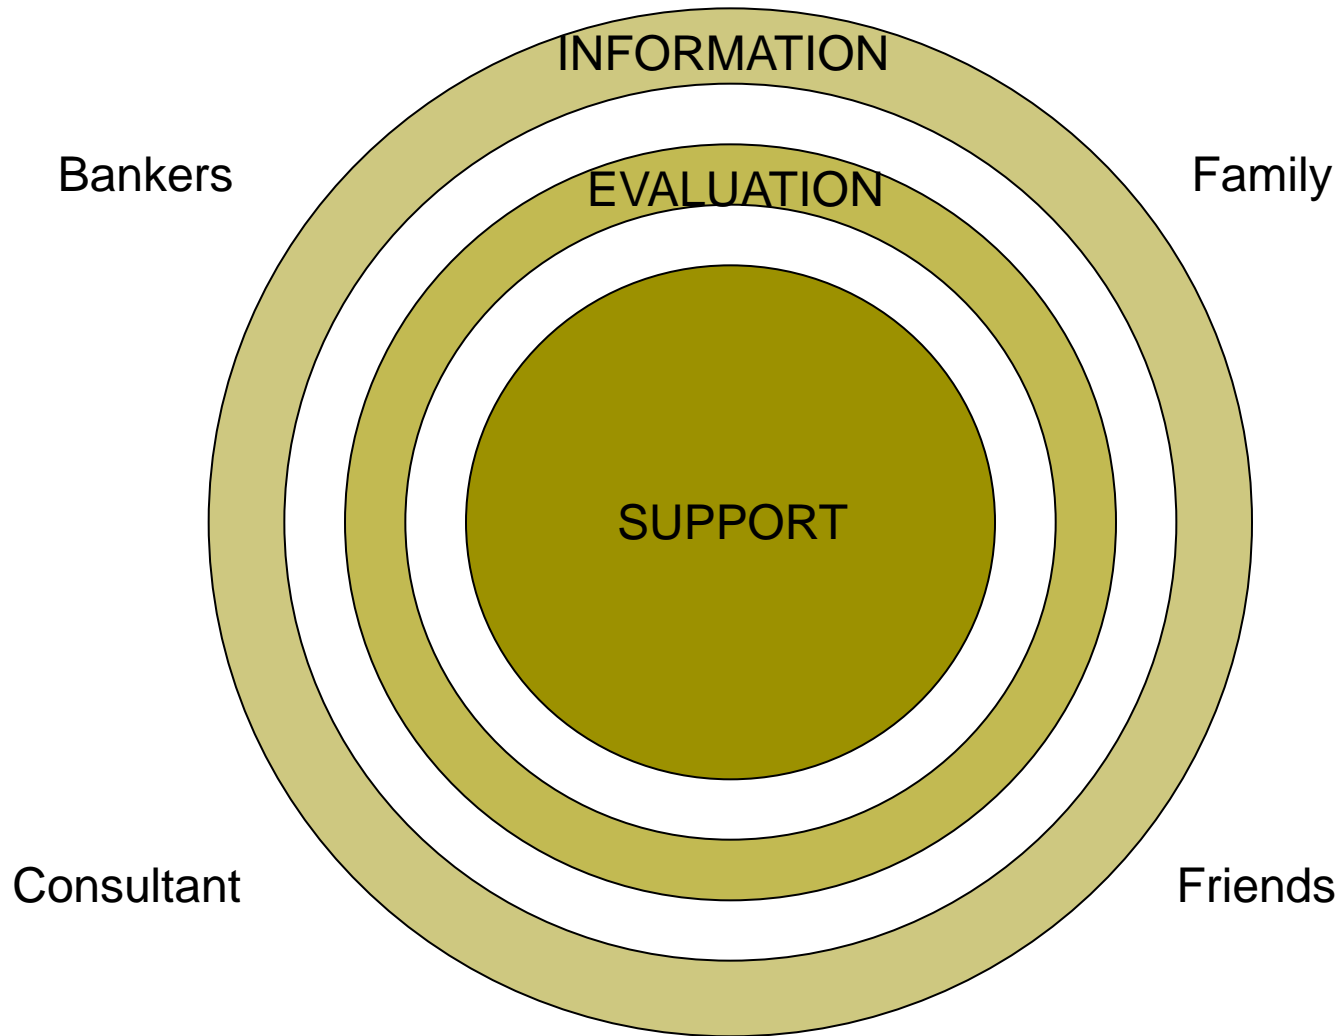 INFORMATION
Bankers
Family
EVALUATION
SUPPORT
Consultant
Friends